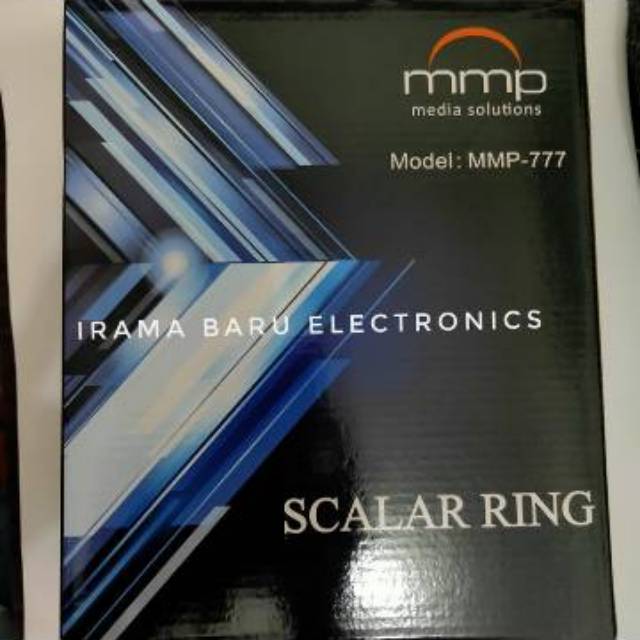 mmp
media solutions
Model: MMP-777
IRAMA BARU ELECTRONICS
SCALAR RING